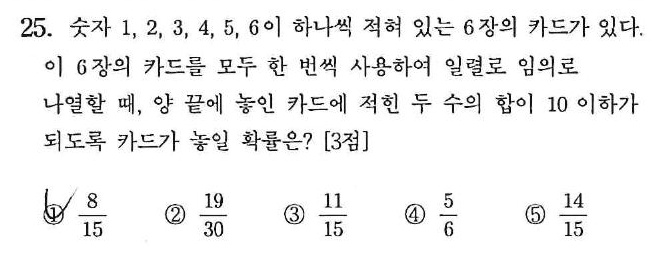 25. 숫자 1, 2, 3, 4, 5, 6이 하나씩 적혀 있는 6장의 카드가 있다.
이 6장의 카드를 모두 한 번씩 사용하여 일렬로 임의로
나열할 때, 양 끝에 놓인 카드에 적힌 두 수의 합이 10 이하가
되도록 카드가 놓일 확률은? [3점]
① 8/15 ② 19/30 ③ 11/15 ④ 5/6 ⑤ 14/15